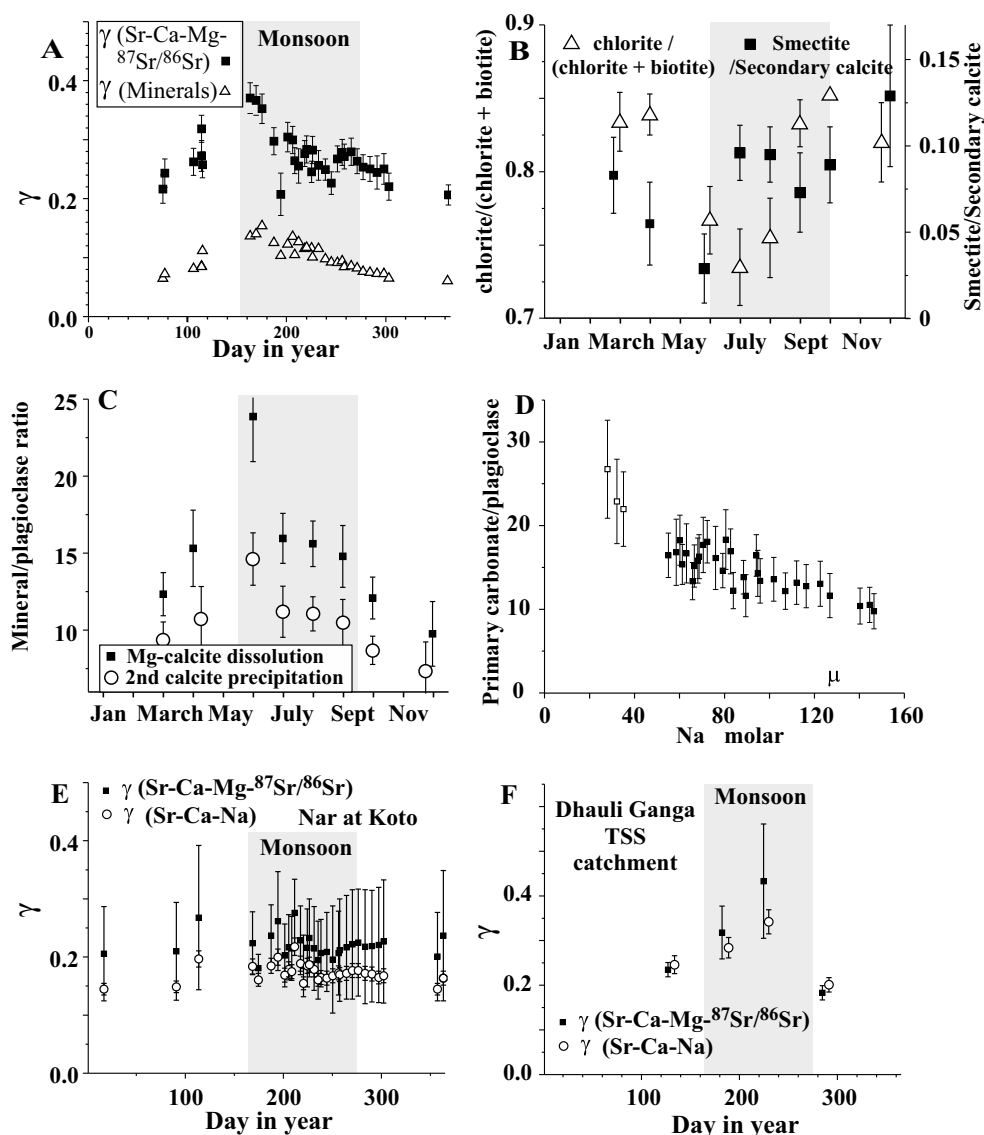 A
γ (Sr-Ca-Mg-
87Sr/86Sr) ■
γ (Minerals) △
Monsoon
0.4
0.2
0.0
γ
0 100 200 300
Day in year
B
△ chlorite /
(chlorite + biotite)
■ Smectite
/Secondary calcite
0.9
0.8
0.7
chlorite/(chlorite + biotite)
0.15
0.10
0.05
0
Smectite/Secondary calcite
Jan March May July Sept Nov
C
25
20
15
10
Mineral/plagioclase ratio
■ Mg-calcite dissolution
○ 2nd calcite precipitation
Jan March May July Sept Nov
D
30
20
10
0
Primary carbonate/plagioclase
μ
0 40 80 120 160
Na molar
E
■ γ (Sr-Ca-Mg-87Sr/86Sr)
○ γ (Sr-Ca-Na)
Nar at Koto
Monsoon
0.4
0.2
0.0
γ
100 200 300
Day in year
F
Dhauli Ganga
TSS
catchment
Monsoon
0.6
0.4
0.2
0.0
γ
■ γ (Sr-Ca-Mg-87Sr/86Sr)
○ γ (Sr-Ca-Na)
100 200 300
Day in year